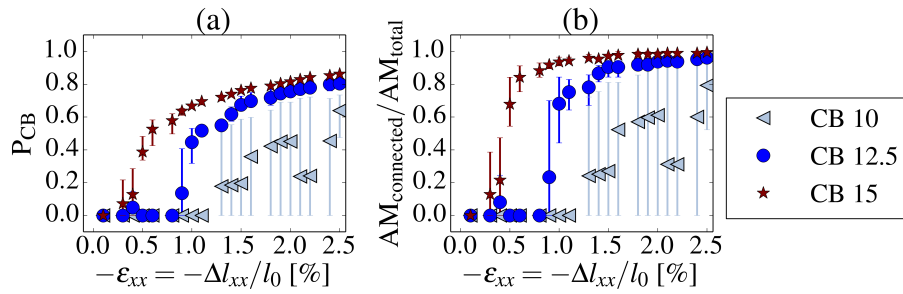 (a)
(b)
P_CB
1.0
0.8
0.6
0.4
0.2
0.0
0.0 0.5 1.0 1.5 2.0 2.5
−ε_xx = −Δl_xx/l_0 [%]
AM_connected/AM_total
1.0
0.8
0.6
0.4
0.2
0.0
0.0 0.5 1.0 1.5 2.0 2.5
−ε_xx = −Δl_xx/l_0 [%]
CB 10
CB 12.5
CB 15